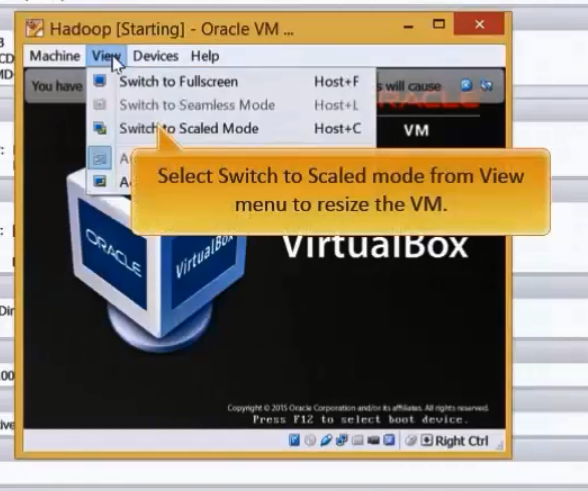 Hadoop [Starting] - Oracle VM ...
Machine View Devices Help
You have
s will cause
Switch to Fullscreen Host+F
Switch to Seamless Mode Host+L
Switch to Scaled Mode Host+C
ORACLE
VM
Select Switch to Scaled mode from View
menu to resize the VM.
VirtualBox
ORACLE
VirtualBox
Copyright © 2015 Oracle Corporation and/or its affiliates. All rights reserved.
Press F12 to select boot device.
Right Ctrl